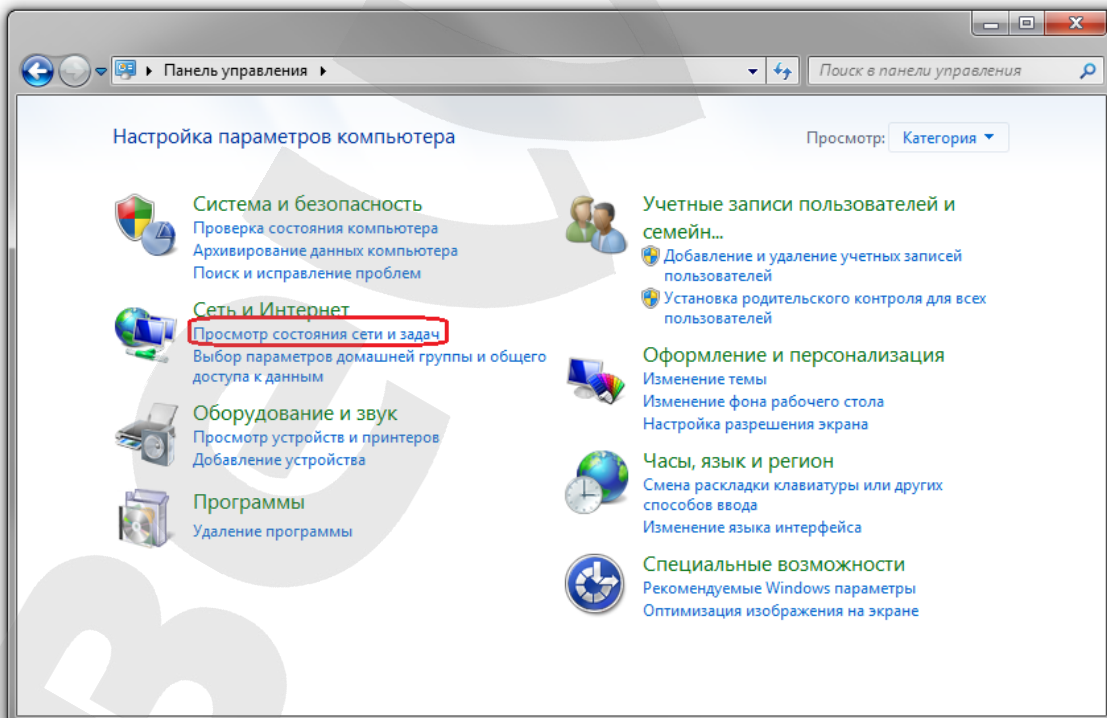 Панель управления
Поиск в панели управления
Настройка параметров компьютера
Просмотр: Категория
Система и безопасность
Проверка состояния компьютера
Архивирование данных компьютера
Поиск и исправление проблем
Сеть и Интернет
Просмотр состояния сети и задач
Выбор параметров домашней группы и общего
доступа к данным
Оборудование и звук
Просмотр устройств и принтеров
Добавление устройства
Программы
Удаление программы
Учетные записи пользователей и
семейн...
Добавление и удаление учетных записей
пользователей
Установка родительского контроля для всех
пользователей
Оформление и персонализация
Изменение темы
Изменение фона рабочего стола
Настройка разрешения экрана
Часы, язык и регион
Смена раскладки клавиатуры или других
способов ввода
Изменение языка интерфейса
Специальные возможности
Рекомендуемые Windows параметры
Оптимизация изображения на экране